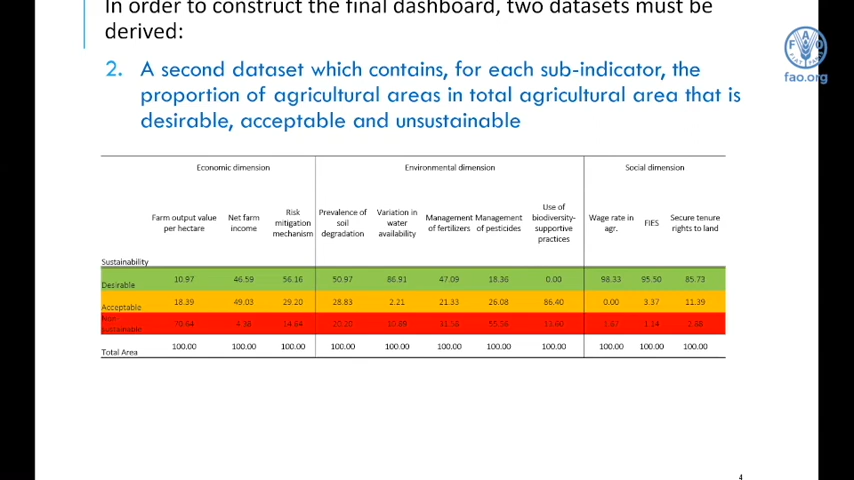 In order to construct the final dashboard, two datasets must be
derived:
2. A second dataset which contains, for each sub-indicator, the
proportion of agricultural areas in total agricultural area that is
desirable, acceptable and unsustainable
FAO
fao.org
Economic dimension Environmental dimension Social dimension
Sustainability Farm output value per hectare Net farm income Risk mitigation mechanism Prevalence of soil degradation Variation in water availability Management of fertilizers Management of pesticides Use of biodiversity-supportive practices Wage rate in agr. FIES Secure tenure rights to land
Desirable 10.97 46.59 56.16 50.97 86.91 47.09 18.36 0.00 98.33 95.50 85.73
Acceptable 18.39 49.03 29.20 28.83 2.21 21.33 26.08 86.40 0.00 3.37 11.39
Non sustainable 70.64 4.38 14.64 20.20 10.89 31.58 55.56 13.60 1.67 1.14 2.88
Total Area 100.00 100.00 100.00 100.00 100.00 100.00 100.00 100.00 100.00 100.00 100.00
4